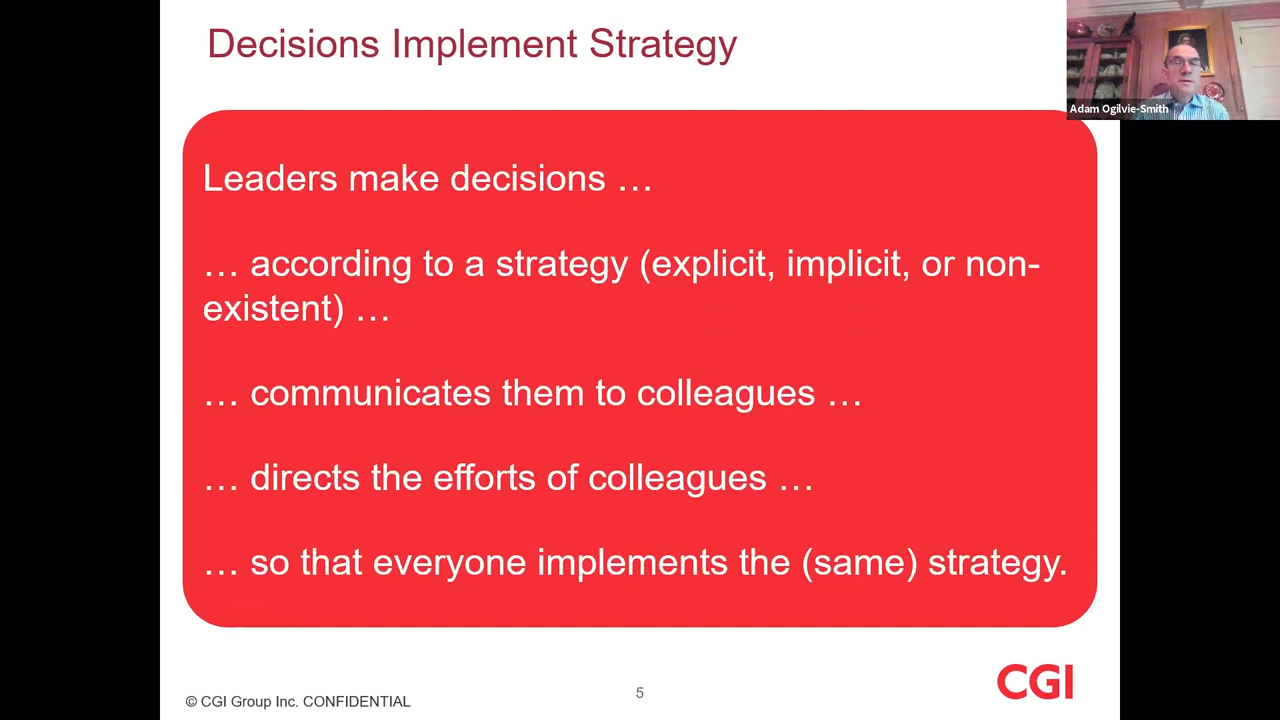 Decisions Implement Strategy
Adam Ogilvie-Smith
Leaders make decisions …
… according to a strategy (explicit, implicit, or non-
existent) …
… communicates them to colleagues …
… directs the efforts of colleagues …
… so that everyone implements the (same) strategy.
© CGI Group Inc. CONFIDENTIAL
5
CGI